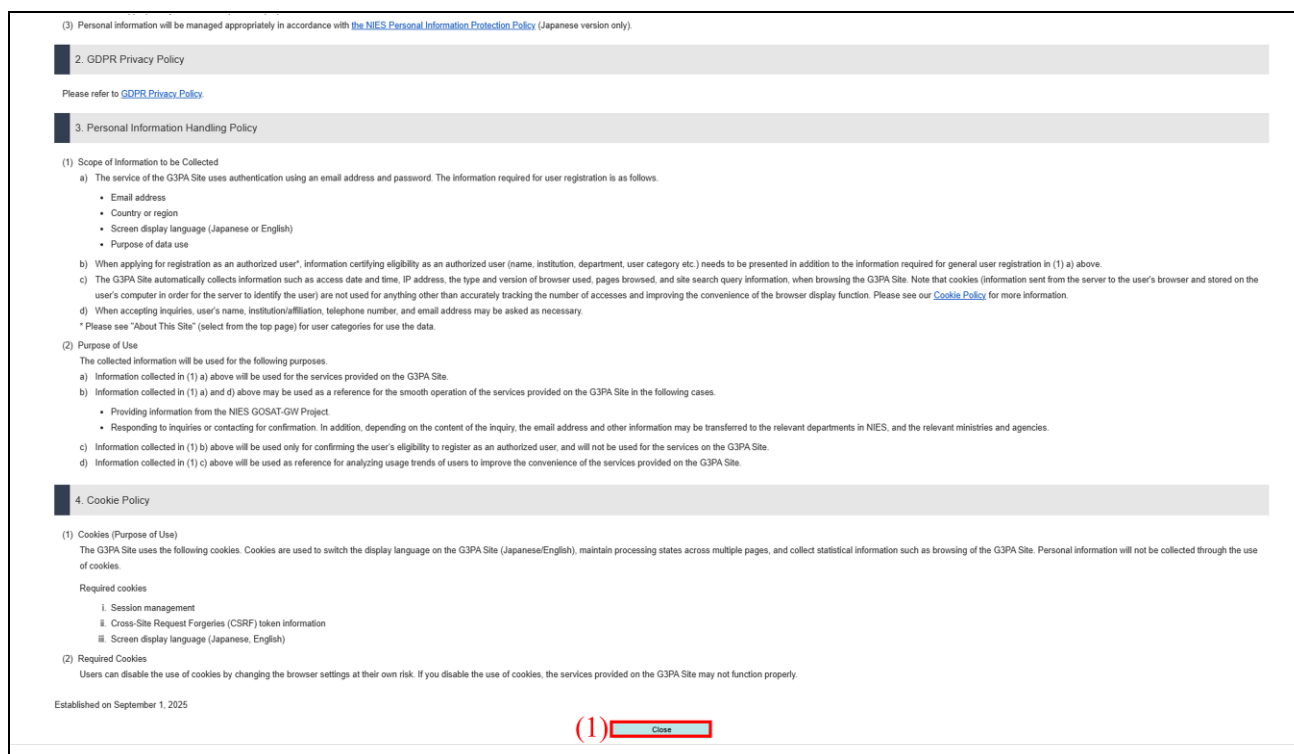 (3) Personal information will be managed appropriately in accordance with the NIES Personal Information Protection Policy (Japanese version only).
2. GDPR Privacy Policy
Please refer to GDPR Privacy Policy.
3. Personal Information Handling Policy
(1) Scope of Information to be Collected
a) The service of the G3PA Site uses authentication using an email address and password. The information required for user registration is as follows.
• Email address
• Country or region
• Screen display language (Japanese or English)
• Purpose of data use
b) When applying for registration as an authorized user*, information certifying eligibility as an authorized user (name, institution, department, user category etc.) needs to be presented in addition to the information required for general user registration in (1) a) above.
c) The G3PA Site automatically collects information such as access date and time, IP address, the type and version of browser used, pages browsed, and site search query information, when browsing the G3PA Site. Note that cookies (information sent from the server to the user's browser and stored on the
user's computer in order for the server to identify the user) are not used for anything other than accurately tracking the number of accesses and improving the convenience of the browser display function. Please see our Cookie Policy for more information.
d) When accepting inquiries, user's name, institution/affiliation, telephone number, and email address may be asked as necessary.
* Please see "About This Site" (select from the top page) for user categories for use the data.
(2) Purpose of Use
The collected information will be used for the following purposes.
a) Information collected in (1) a) above will be used for the services provided on the G3PA Site.
b) Information collected in (1) a) and d) above may be used as a reference for the smooth operation of the services provided on the G3PA Site in the following cases.
• Providing information from the NIES GOSAT-GW Project.
• Responding to inquiries or contacting for confirmation. In addition, depending on the content of the inquiry, the email address and other information may be transferred to the relevant departments in NIES, and the relevant ministries and agencies.
c) Information collected in (1) b) above will be used only for confirming the user's eligibility to register as an authorized user, and will not be used for the services on the G3PA Site.
d) Information collected in (1) c) above will be used as reference for analyzing usage trends of users to improve the convenience of the services provided on the G3PA Site.
4. Cookie Policy
(1) Cookies (Purpose of Use)
The G3PA Site uses the following cookies. Cookies are used to switch the display language on the G3PA Site (Japanese/English), maintain processing states across multiple pages, and collect statistical information such as browsing of the G3PA Site. Personal information will not be collected through the use
of cookies.
Required cookies
i. Session management
ii. Cross-Site Request Forgeries (CSRF) token information
iii. Screen display language (Japanese, English)
(2) Required Cookies
Users can disable the use of cookies by changing the browser settings at their own risk. If you disable the use of cookies, the services provided on the G3PA Site may not function properly.
Established on September 1, 2025
(1) Close